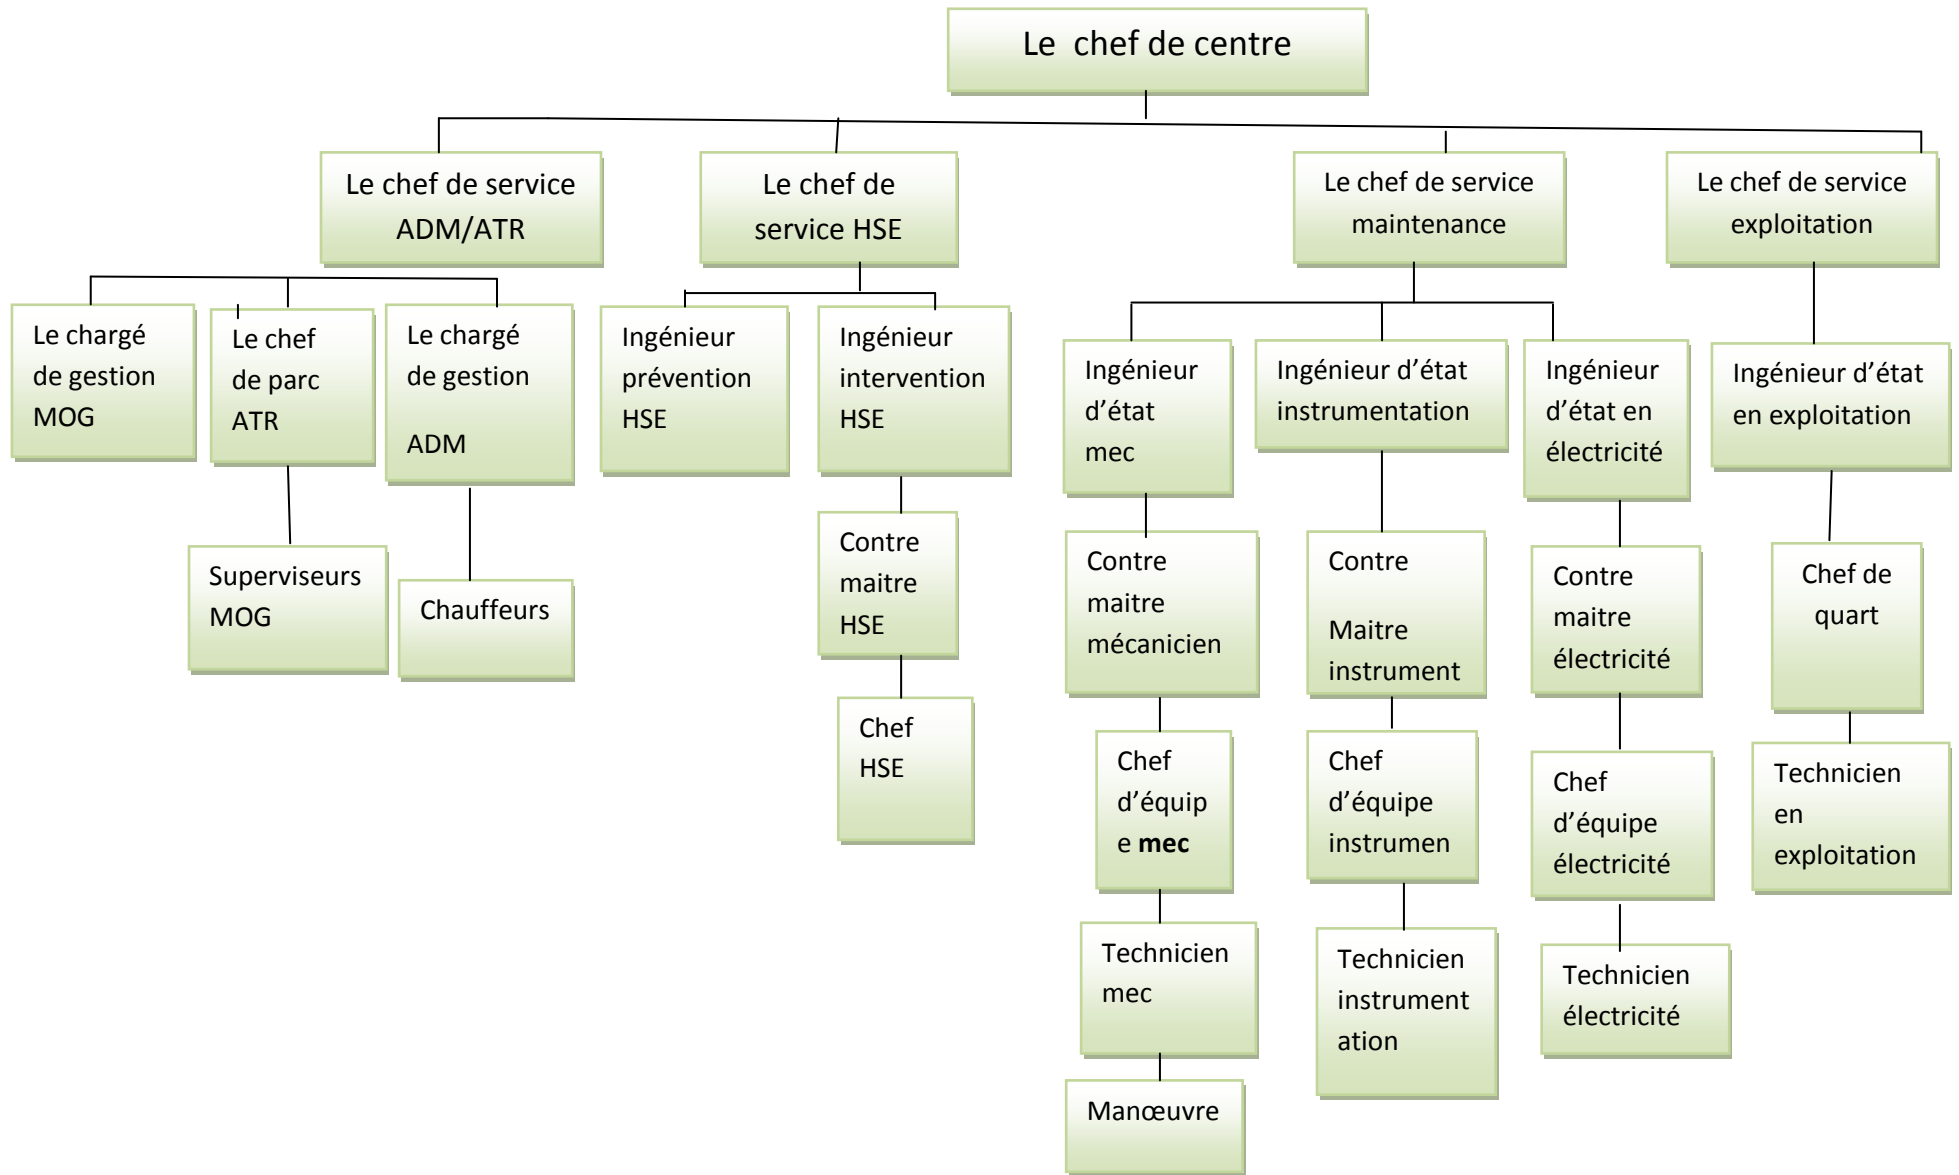 Le chef de centre
Le chef de service
ADM/ATR
Le chef de
service HSE
Le chef de service
maintenance
Le chef de service
exploitation
Le chargé
de gestion
MOG
Le chef
de parc
ATR
Le chargé
de gestion
ADM
Ingénieur
prévention
HSE
Ingénieur
intervention
HSE
Ingénieur
d’état
mec
Ingénieur d’état
instrumentation
Ingénieur
d’état en
électricité
Ingénieur d’état
en exploitation
Superviseurs
MOG
Chauffeurs
Contre
maitre
HSE
Contre
maitre
mécanicien
Contre
Maitre
instrument
Contre
maitre
électricité
Chef de
quart
Chef
HSE
Chef
d’équip
e mec
Chef
d’équipe
instrumen
Chef
d’équipe
électricité
Technicien
en
exploitation
Technicien
mec
Technicien
instrument
ation
Technicien
électricité
Manœuvre